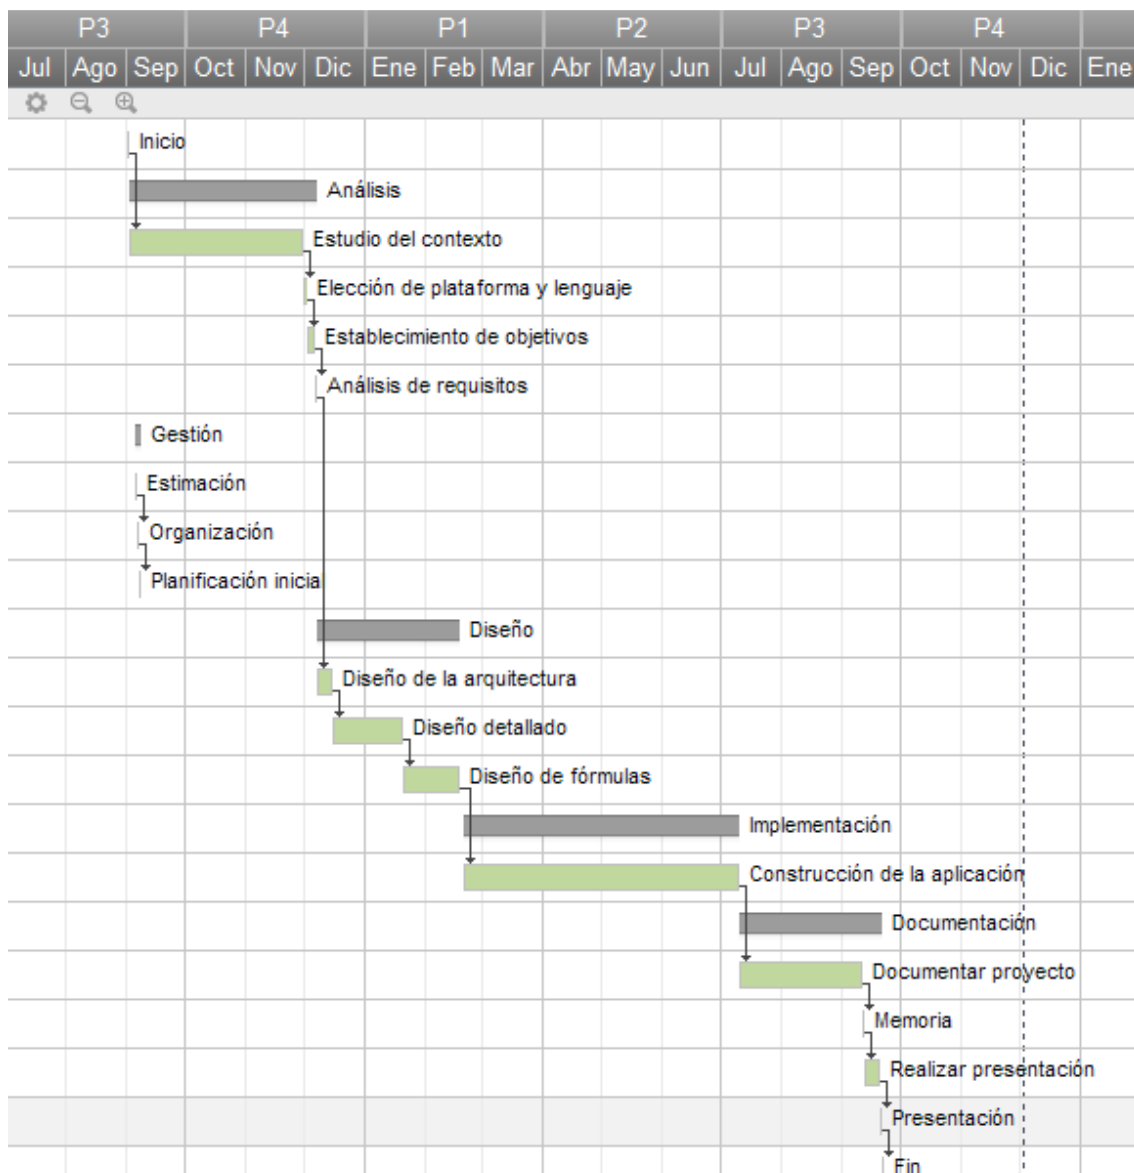 P3 P4 P1 P2 P3 P4
Jul Ago Sep Oct Nov Dic Ene Feb Mar Abr May Jun Jul Ago Sep Oct Nov Dic Ene
Inicio
Análisis
Estudio del contexto
Elección de plataforma y lenguaje
Establecimiento de objetivos
Análisis de requisitos
Gestión
Estimación
Organización
Planificación inicial
Diseño
Diseño de la arquitectura
Diseño detallado
Diseño de fórmulas
Implementación
Construcción de la aplicación
Documentación
Documentar proyecto
Memoria
Realizar presentación
Presentación
Fin